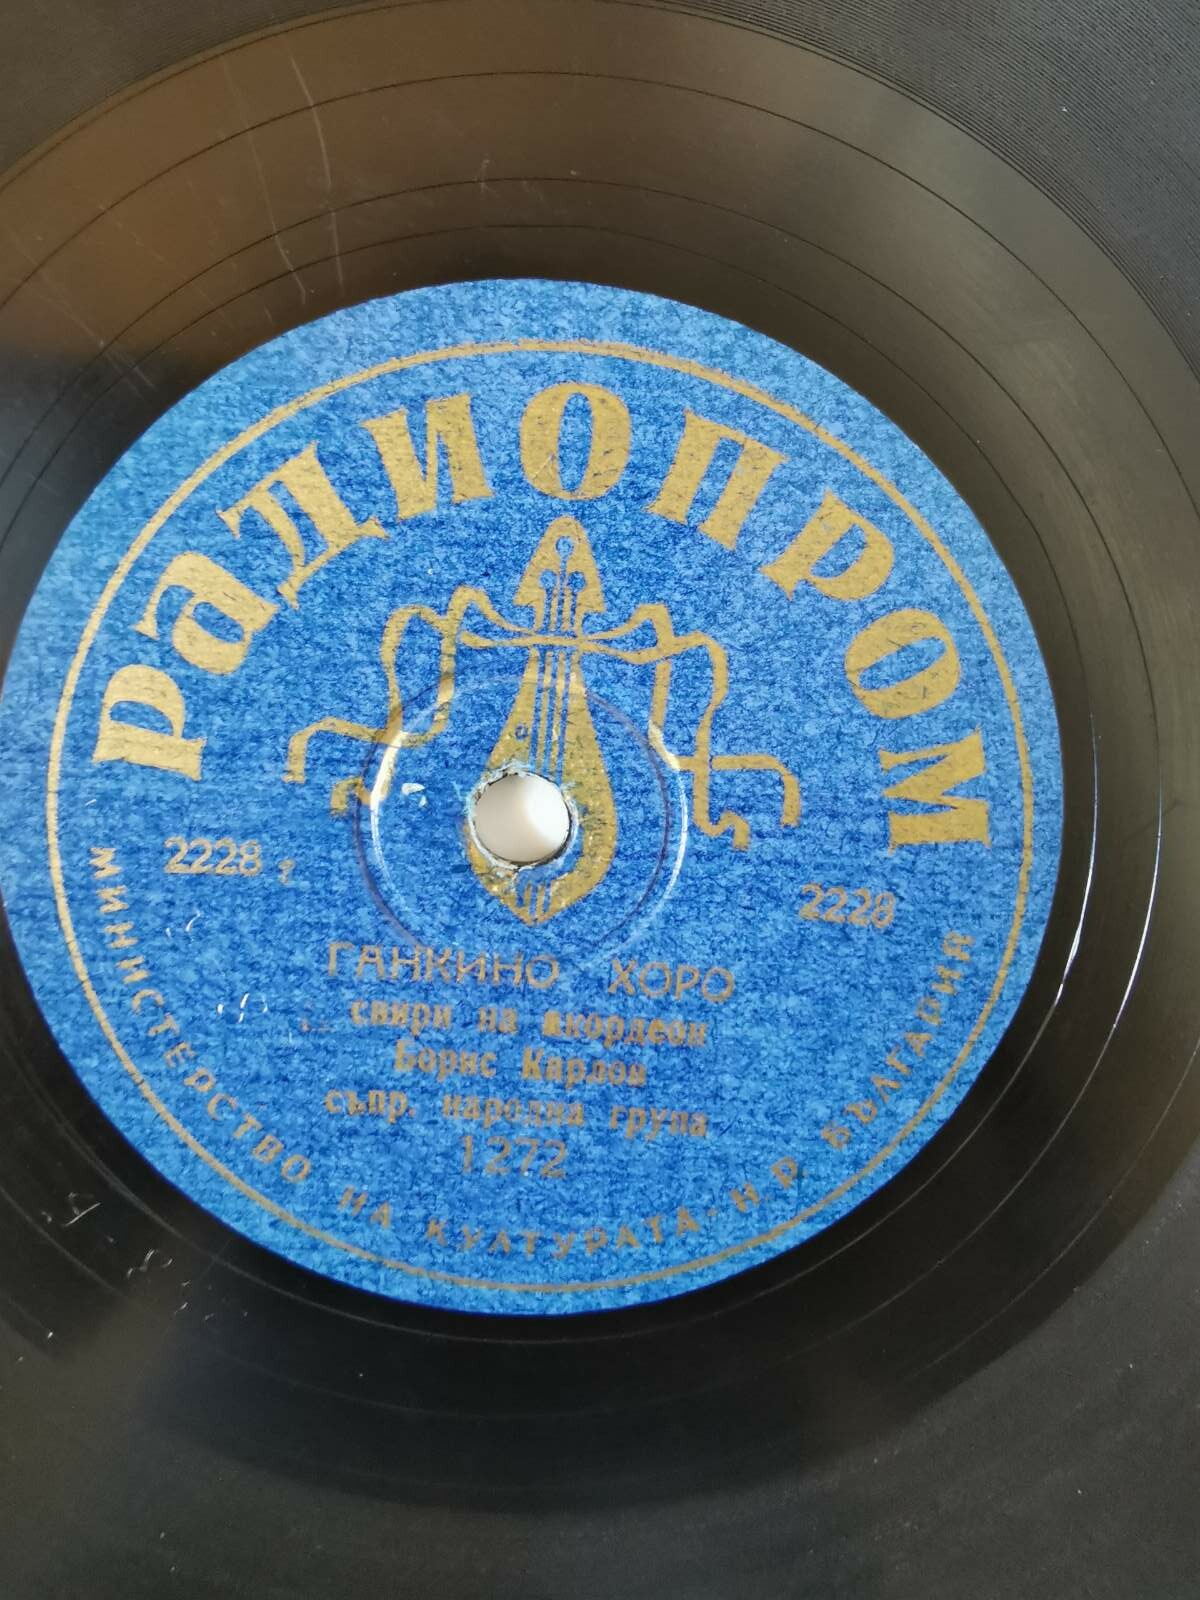 РАДИОПРОМ
2228
2228
ГАНКИНО ХОРО
свири на акордеон
Борис Карлов
съпр. народна група
1272
МИНИСТЕРСТВО НА КУЛТУРАТА - Н.Р. БЪЛГАРИЯ